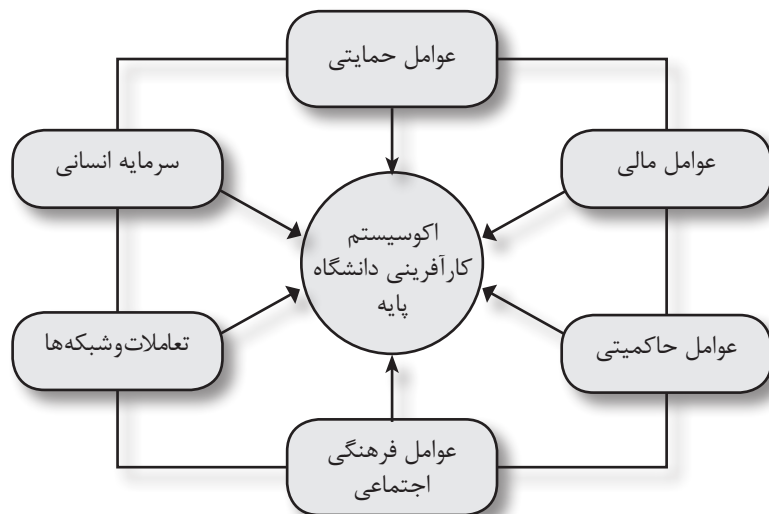 عوامل حمایتی
عوامل مالی
سرمایه انسانی
اکوسیستم
کارآفرینی دانشگاه
پایه
عوامل حاکمیتی
تعاملات‌وشبکه‌ها
عوامل فرهنگی
اجتماعی